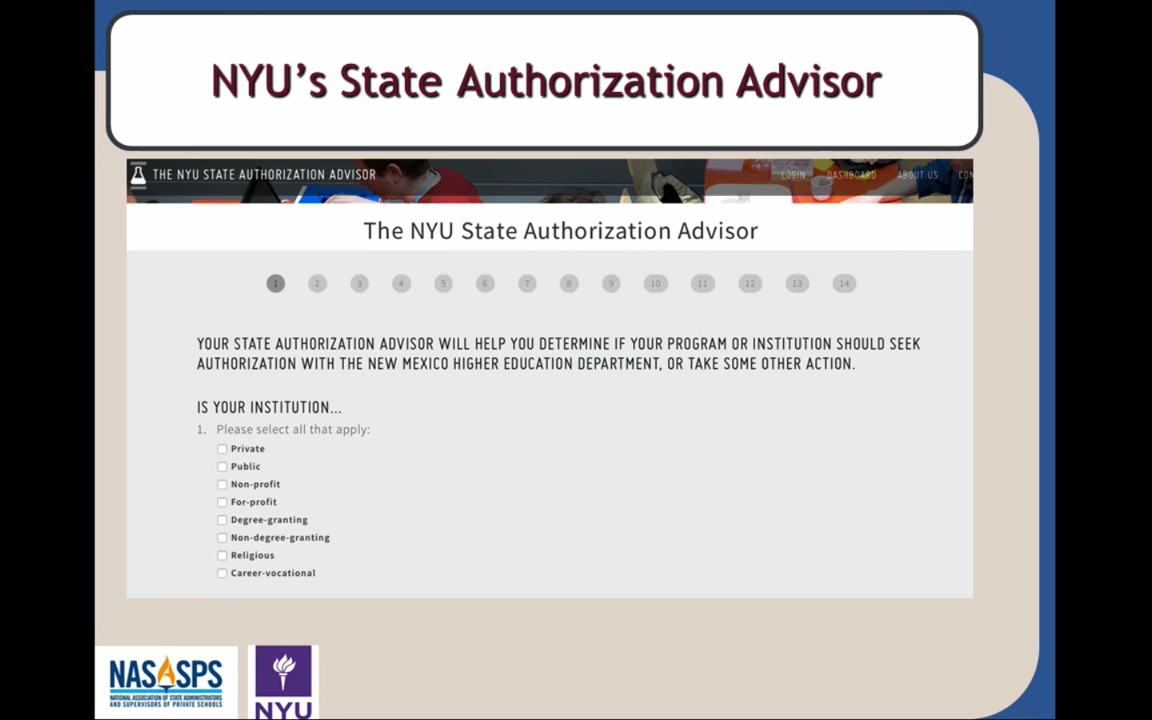 NYU's State Authorization Advisor
THE NYU STATE AUTHORIZATION ADVISOR
LOGIN DASHBOARD ABOUT US CON
The NYU State Authorization Advisor
1 2 3 4 5 6 7 8 9 10 11 12 13 14
YOUR STATE AUTHORIZATION ADVISOR WILL HELP YOU DETERMINE IF YOUR PROGRAM OR INSTITUTION SHOULD SEEK
AUTHORIZATION WITH THE NEW MEXICO HIGHER EDUCATION DEPARTMENT, OR TAKE SOME OTHER ACTION.
IS YOUR INSTITUTION...
1. Please select all that apply:
Private
Public
Non-profit
For-profit
Degree-granting
Non-degree-granting
Religious
Career-vocational
NASASPS
NATIONAL ASSOCIATION OF STATE ADMINISTRATORS
AND SUPERVISORS OF PRIVATE SCHOOLS
NYU